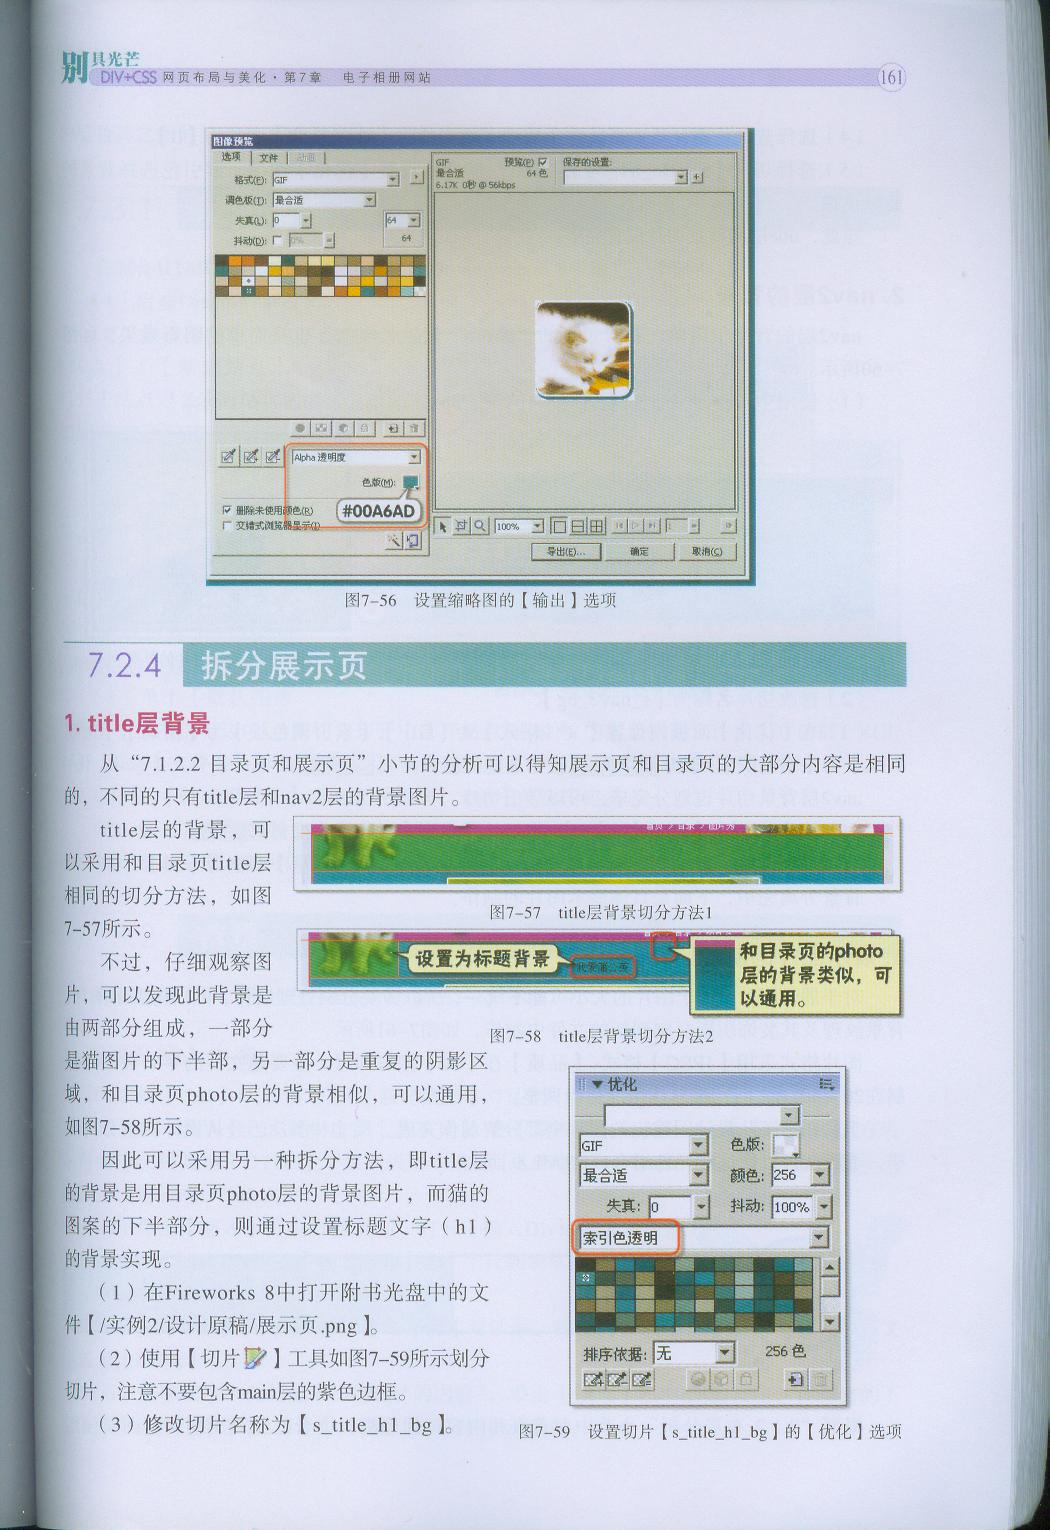 别具光芒
DIV+CSS 网页布局与美化·第7章 电子相册网站
161
图像预览
选项 文件 动画
格式(F): GIF
调色板(T): 最合适
失真(L): 0
64
抖动(D): 0%
64
GIF
最合适
6.17K 0秒 @ 56kbps
预览(P)
64 色
保存的设置:
Alpha 透明度
色版(M):
#00A6AD
删除未使用颜色(R)
交错式浏览器显示(I)
100%
1
导出(E)... 确定 取消(C)
图7-56 设置缩略图的【输出】选项
7.2.4 拆分展示页
1. title层背景
从“7.1.2.2 目录页和展示页”小节的分析可以得知展示页和目录页的大部分内容是相同
的，不同的只有title层和nav2层的背景图片。
title层的背景，可
以采用和目录页title层
相同的切分方法，如图
7-57所示。
首页 / 目录 / 图片秀
图7-57 title层背景切分方法1
不过，仔细观察图
片，可以发现此背景是
由两部分组成，一部分
设置为标题背景
和目录页的photo
层的背景类似，可
以通用。
图7-58 title层背景切分方法2
是猫图片的下半部，另一部分是重复的阴影区
域，和目录页photo层的背景相似，可以通用，
如图7-58所示。
因此可以采用另一种拆分方法，即title层
的背景是用目录页photo层的背景图片，而猫的
图案的下半部分，则通过设置标题文字（h1）
的背景实现。
（1）在Fireworks 8中打开附书光盘中的文
件【/实例2/设计原稿/展示页.png】。
（2）使用【切片】工具如图7-59所示划分
切片，注意不要包含main层的紫色边框。
（3）修改切片名称为【s_title_h1_bg】。
优化
GIF 色版:
最合适 颜色: 256
失真: 0 抖动: 100%
索引色透明
排序依据: 无 256 色
图7-59 设置切片【s_title_h1_bg】的【优化】选项